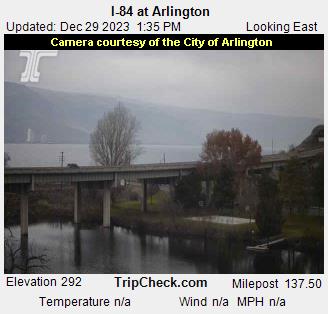 I-84 at Arlington
Updated: Dec 29 2023 1:35 PM Looking East
Camera courtesy of the City of Arlington
Elevation 292 TripCheck.com Milepost 137.50
Temperature n/a Wind n/a MPH n/a